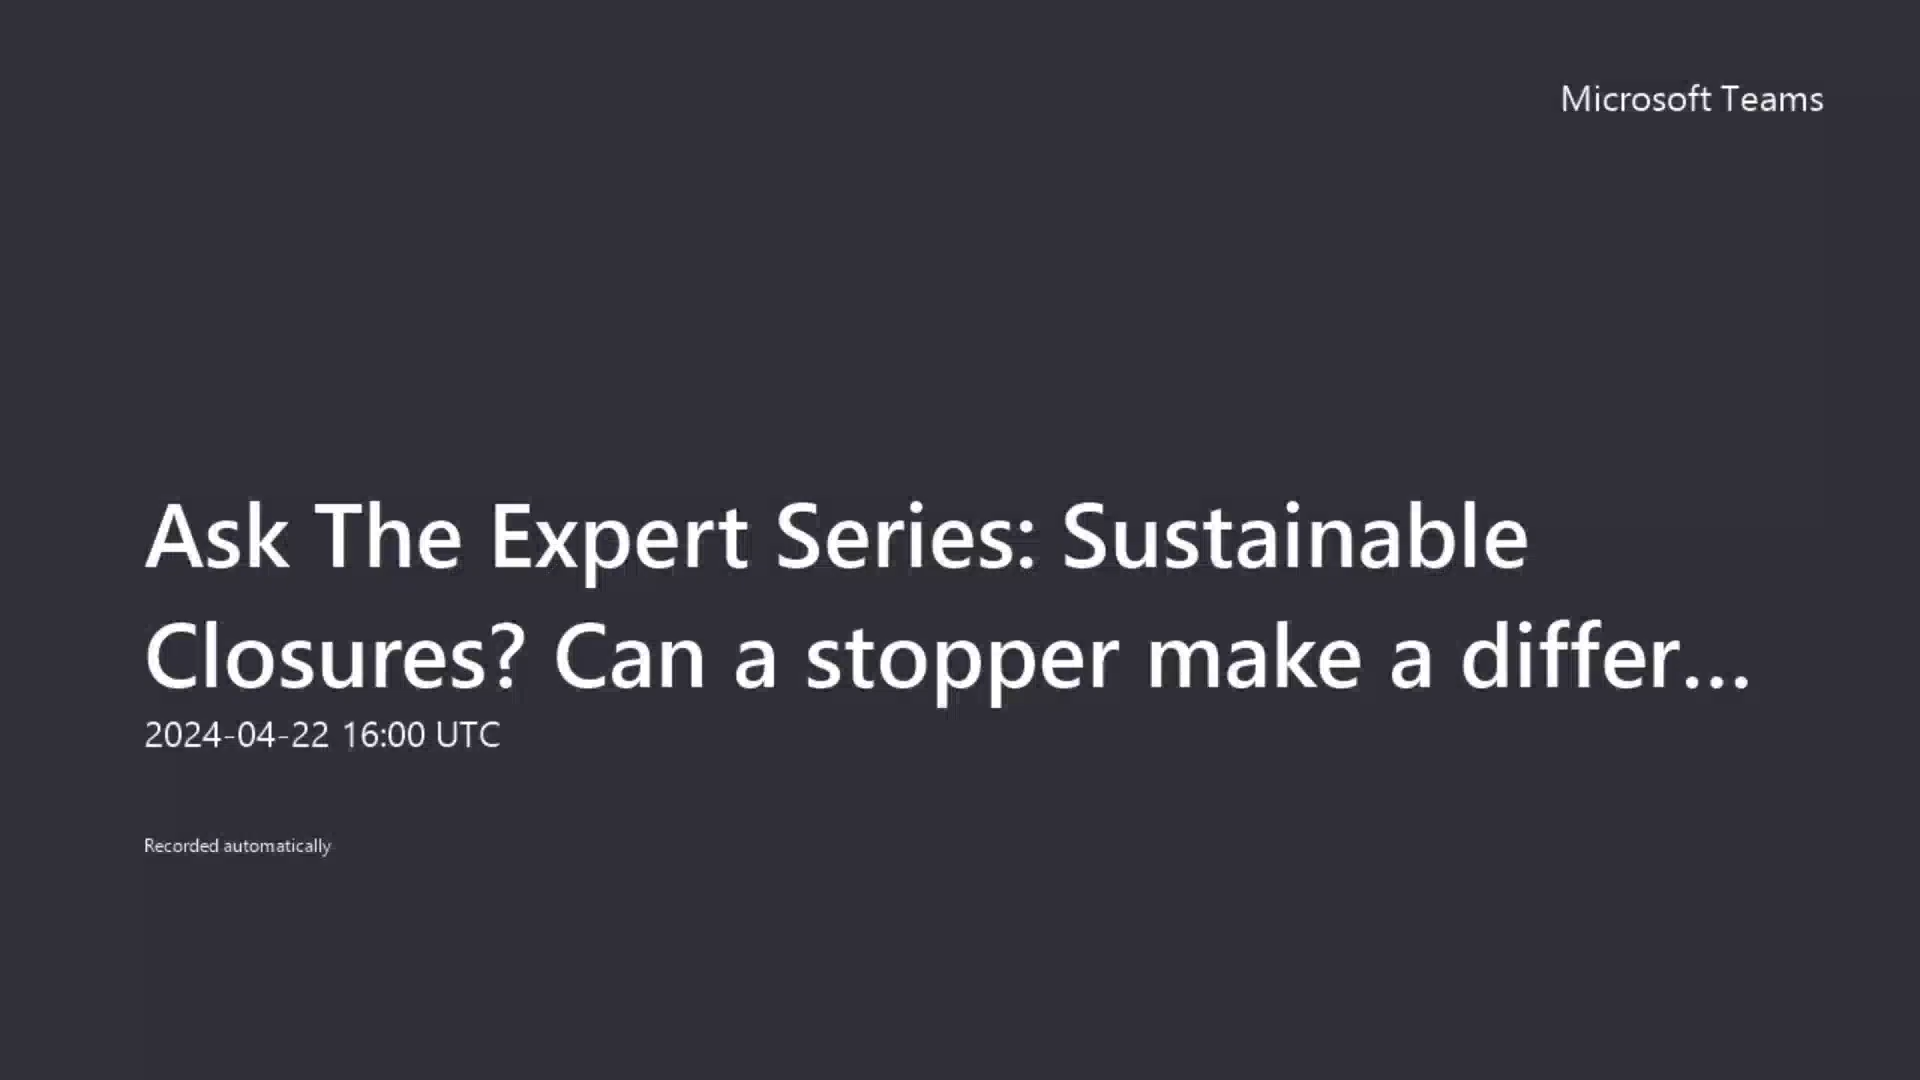 Microsoft Teams
Ask The Expert Series: Sustainable
Closures? Can a stopper make a differ...
2024-04-22 16:00 UTC
Recorded automatically